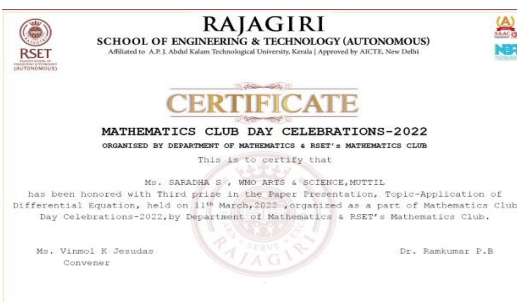 RSET
(AUTONOMOUS)
RAJAGIRI
SCHOOL OF ENGINEERING & TECHNOLOGY (AUTONOMOUS)
Affiliated to A.P. J. Abdul Kalam Technological University, Kerala | Approved by AICTE, New Delhi
CERTIFICATE
MATHEMATICS CLUB DAY CELEBRATIONS-2022
ORGANISED BY DEPARTMENT OF MATHEMATICS & RSET's MATHEMATICS CLUB
This is to certify that
Ms. SARADHA S , WMO ARTS & SCIENCE,MUTTIL
has been honored with Third prize in the Paper Presentation, Topic-Application of
Differential Equation, held on 11th March,2022 ,organized as a part of Mathematics Club
Day Celebrations-2022,by Department of Mathematics & RSET's Mathematics Club.
RAJAGIRI
Ms. Vinmol K Jesudas
Convener
Dr. Ramkumar P.B